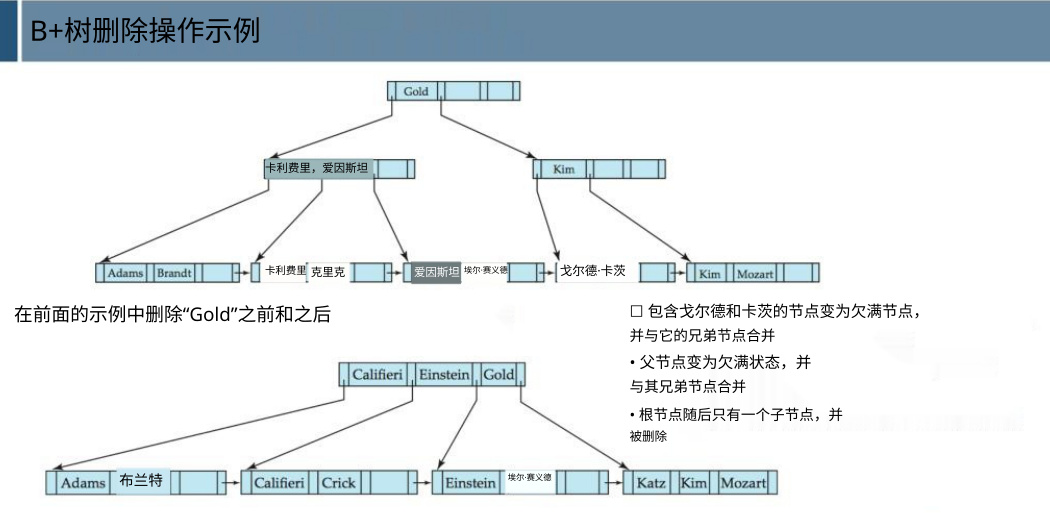 B+树删除操作示例
Gold
卡利费里，爱因斯坦
Kim
Adams Brandt
卡利费里 克里克
爱因斯坦 埃尔·赛义德
戈尔德·卡茨
Kim Mozart
在前面的示例中删除“Gold”之前和之后
☐ 包含戈尔德和卡茨的节点变为欠满节点，
并与它的兄弟节点合并
• 父节点变为欠满状态，并
与其兄弟节点合并
• 根节点随后只有一个子节点，并
被删除
Califieri Einstein Gold
Adams 布兰特
Califieri Crick
Einstein 埃尔·赛义德
Katz Kim Mozart